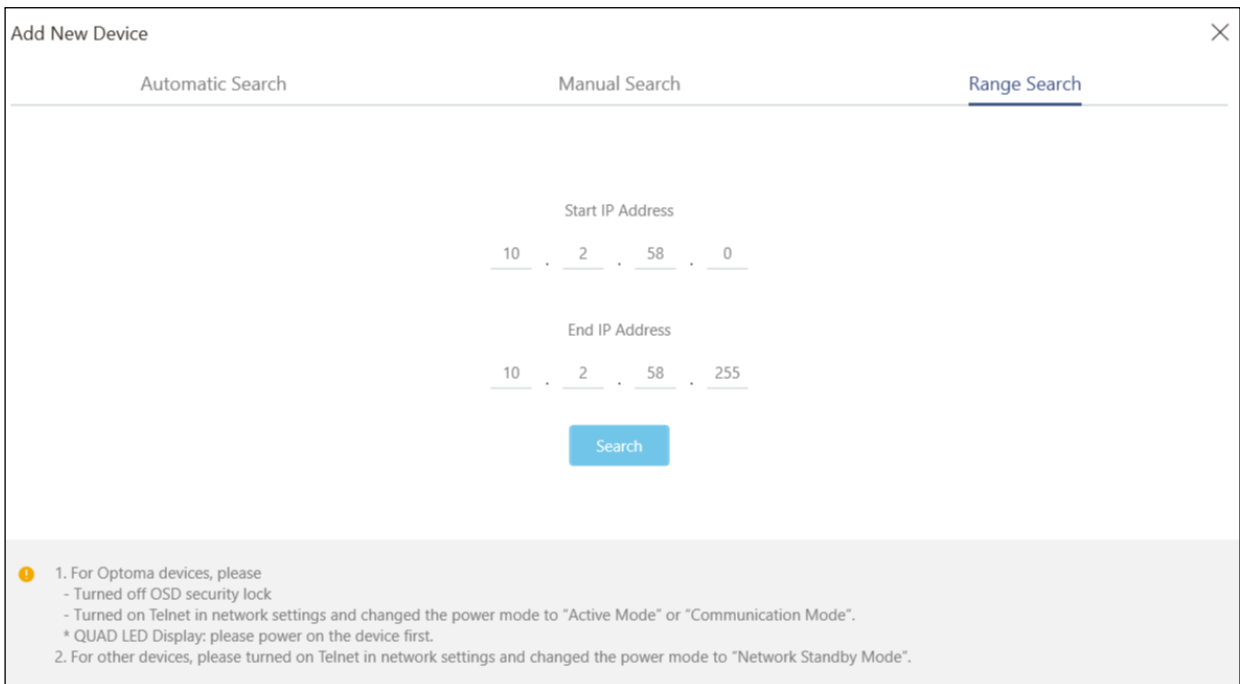 Add New Device
Automatic Search Manual Search Range Search
Start IP Address
10 . 2 . 58 . 0
End IP Address
10 . 2 . 58 . 255
Search
1. For Optoma devices, please
- Turned off OSD security lock
- Turned on Telnet in network settings and changed the power mode to “Active Mode” or “Communication Mode”.
* QUAD LED Display: please power on the device first.
2. For other devices, please turned on Telnet in network settings and changed the power mode to “Network Standby Mode”.